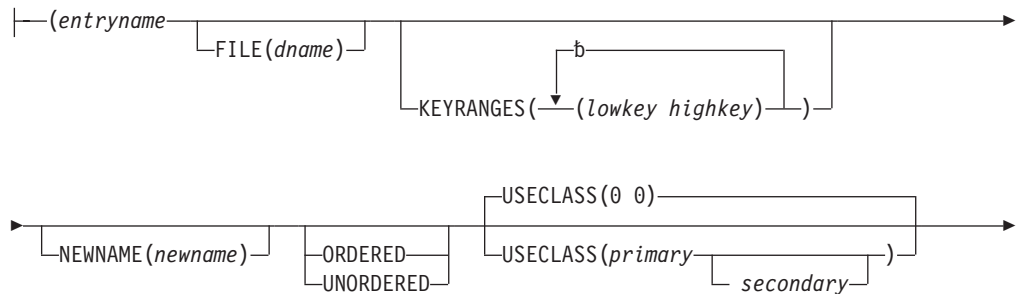 (entryname
FILE(dname)
ƀ
KEYRANGES( (lowkey highkey) )
USECLASS(0 0)
NEWNAME(newname) ORDERED USECLASS(primary )
UNORDERED secondary